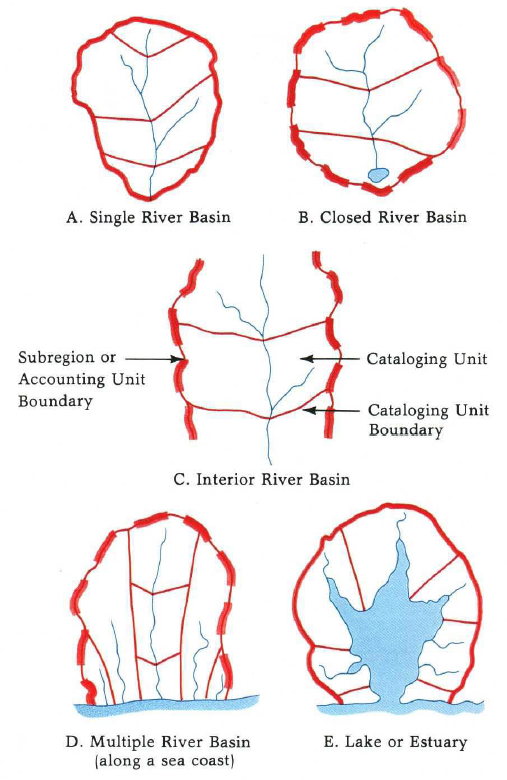 A. Single River Basin
B. Closed River Basin
Subregion or
Accounting Unit
Boundary
Cataloging Unit
Cataloging Unit
Boundary
C. Interior River Basin
D. Multiple River Basin
(along a sea coast)
E. Lake or Estuary